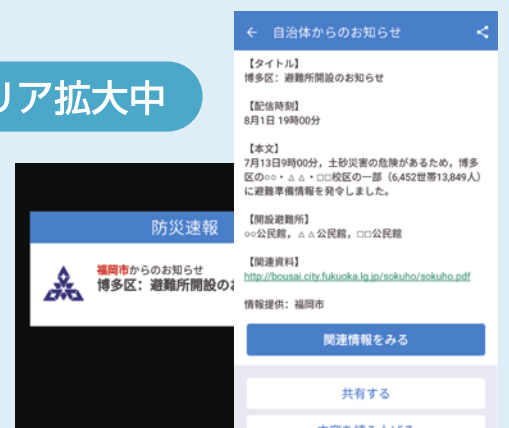 リア拡大中
防災速報
福岡市からのお知らせ
博多区：避難所開設のお
自治体からのお知らせ
【タイトル】
博多区：避難所開設のお知らせ
【配信時刻】
8月1日 19時00分
【本文】
7月13日9時00分，土砂災害の危険があるため，博多
区の○○・△△・□□校区の一部（6,452世帯13,849人）
に避難準備情報を発令しました。
【開設避難所】
○○公民館，△△公民館，□□公民館
【関連資料】
http://bousai.city.fukuoka.lg.jp/sokuho/sokuho.pdf
情報提供：福岡市
関連情報をみる
共有する